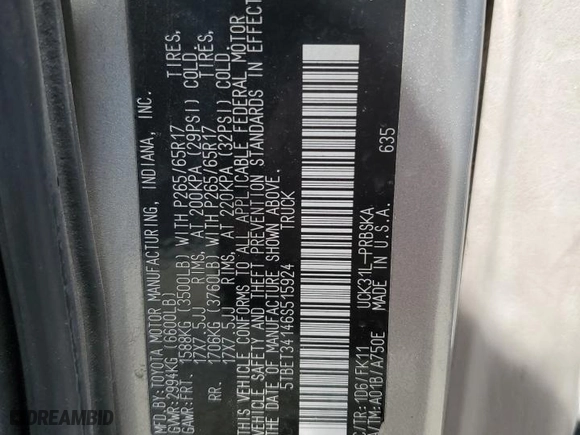 MFD.BY:TOYOTA MOTOR MANUFACTURING, INDIANA, INC.
GVWR:2994KG (6600LB)
GAWR:FRT. 1588KG (3500LB) WITH P265/65R17 TIRES,
17X7.5JJ RIMS, AT 200KPA (29PSI) COLD.
RR. 1706KG (3760LB) WITH P265/65R17 TIRES,
17X7.5JJ RIMS, AT 220KPA (32PSI) COLD.
THIS VEHICLE CONFORMS TO ALL APPLICABLE FEDERAL MOTOR
VEHICLE SAFETY AND THEFT PREVENTION STANDARDS IN EFFECT
ON THE DATE OF MANUFACTURE SHOWN ABOVE.
5TBET34146S515924 TRUCK
635
C/TR:1D6/FK11 UCK31L-PRBSKA
A/TM:A01B/A750E MADE IN U.S.A.
DREAMBID